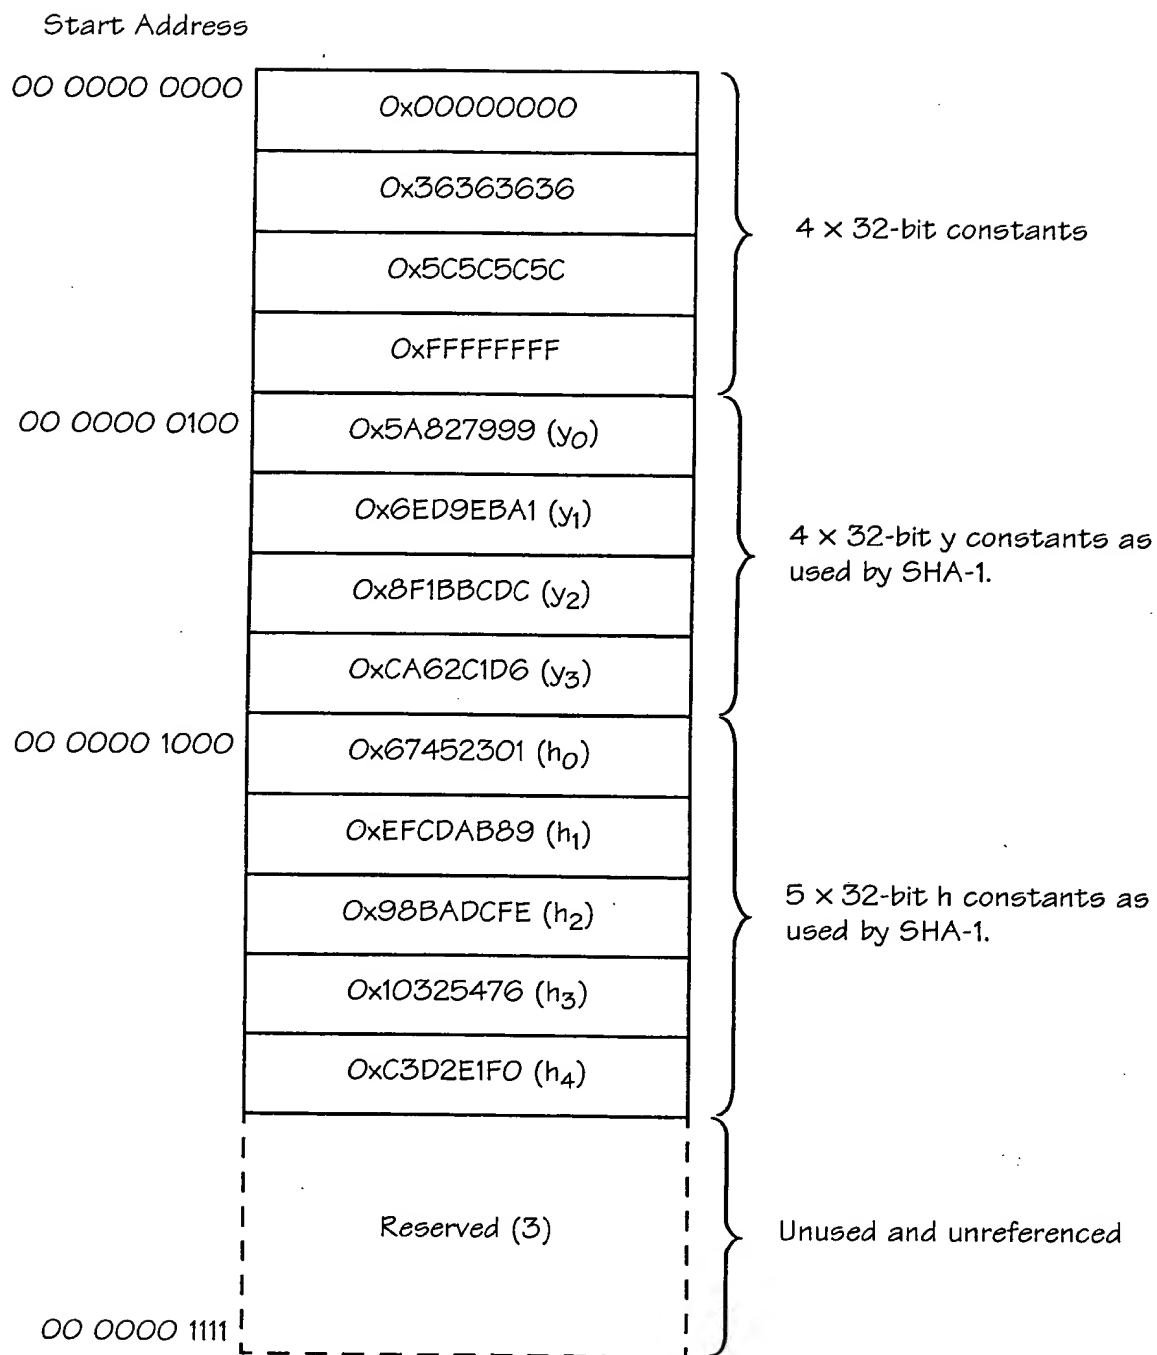 Start Address
00 0000 0000
0x00000000
0x36363636
4 × 32-bit constants
0x5C5C5C5C
0xFFFFFFFF
00 0000 0100
0x5A827999 (y0)
0x6ED9EBA1 (y1)
4 × 32-bit y constants as
used by SHA-1.
0x8F1BBCDC (y2)
0xCA62C1D6 (y3)
00 0000 1000
0x67452301 (h0)
0xEFCDAB89 (h1)
0x98BADCFE (h2)
5 × 32-bit h constants as
used by SHA-1.
0x10325476 (h3)
0xC3D2E1F0 (h4)
Reserved (3)
Unused and unreferenced
00 0000 1111